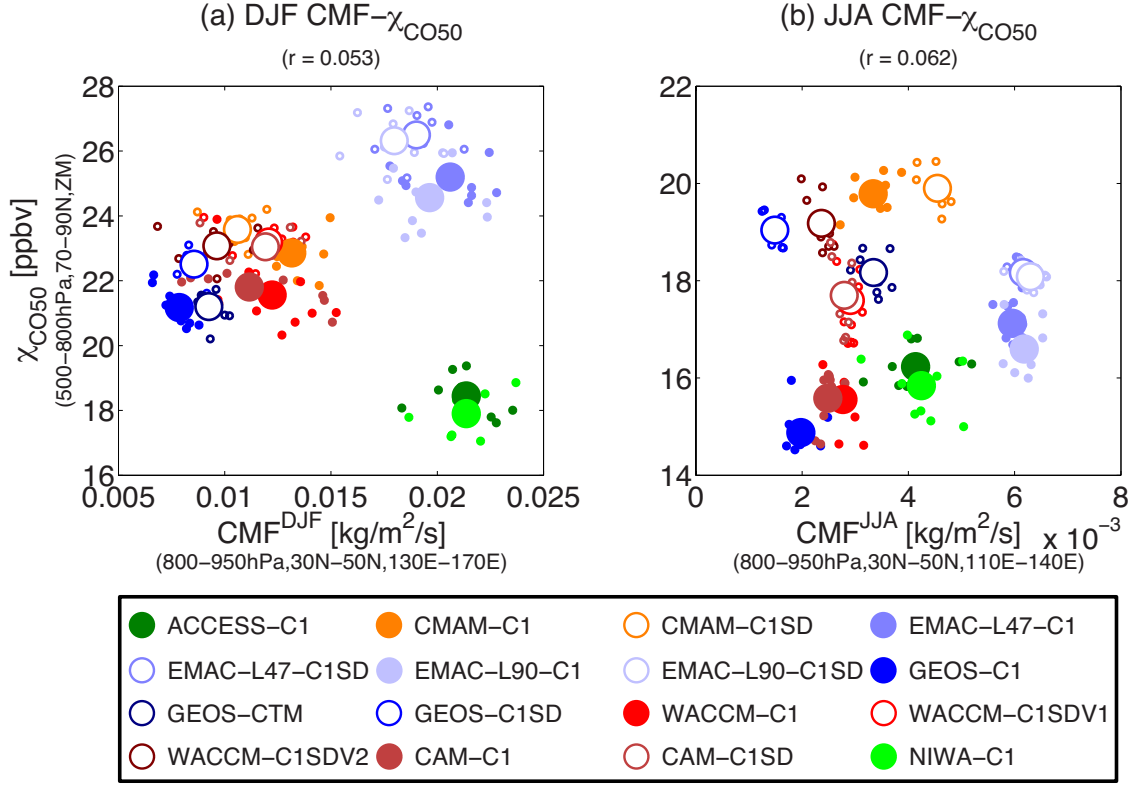 (a) DJF CMF−χCO50
(r = 0.053)
28
26
24
22
20
18
16
χCO50 [ppbv]
(500−800hPa,70−90N,ZM)
0.005 0.01 0.015 0.02 0.025
CMF^DJF [kg/m²/s]
(800−950hPa,30N−50N,130E−170E)
(b) JJA CMF−χCO50
(r = 0.062)
22
20
18
16
14
0 2 4 6 8
CMF^JJA [kg/m²/s] x 10⁻³
(800−950hPa,30N−50N,110E−140E)
ACCESS−C1 CMAM−C1 CMAM−C1SD EMAC−L47−C1
EMAC−L47−C1SD EMAC−L90−C1 EMAC−L90−C1SD GEOS−C1
GEOS−CTM GEOS−C1SD WACCM−C1 WACCM−C1SDV1
WACCM−C1SDV2 CAM−C1 CAM−C1SD NIWA−C1